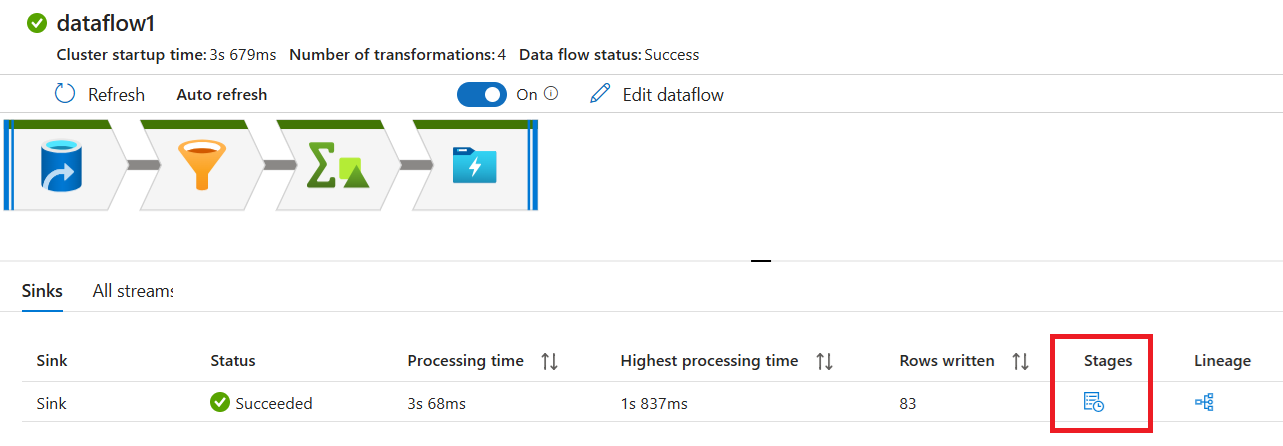 dataflow1
Cluster startup time: 3s 679ms Number of transformations: 4 Data flow status: Success
Refresh Auto refresh On Edit dataflow
Sinks All streams
Sink Status Processing time Highest processing time Rows written Stages Lineage
Sink Succeeded 3s 68ms 1s 837ms 83